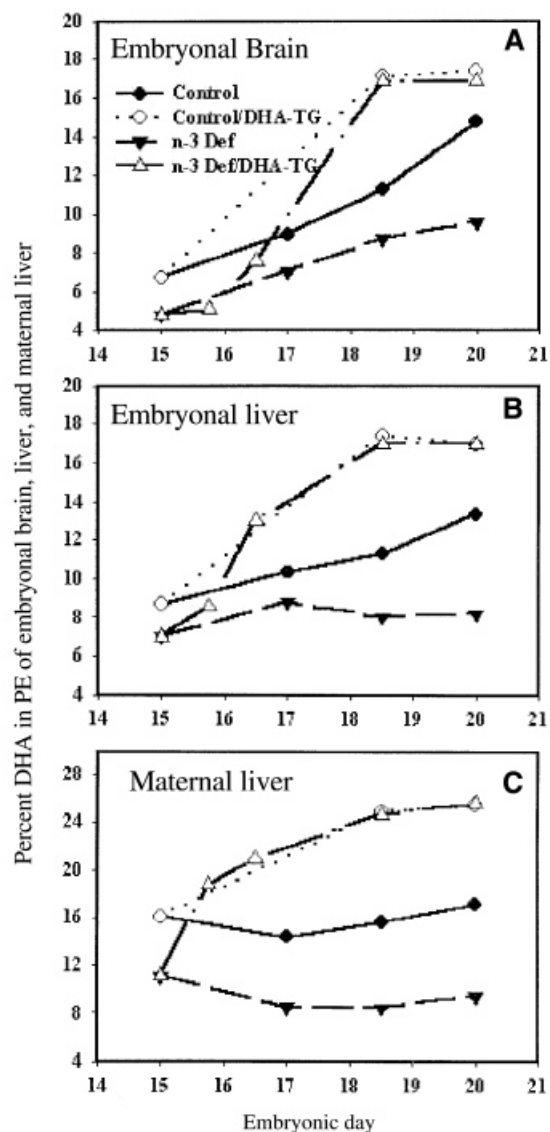 Percent DHA in PE of embryonal brain, liver, and maternal liver
20
18
16
14
12
10
8
6
4
Embryonal Brain
A
Control
Control/DHA-TG
n-3 Def
n-3 Def/DHA-TG
14 15 16 17 18 19 20 21
20
18
16
14
12
10
8
6
4
Embryonal liver
B
14 15 16 17 18 19 20 21
28
24
20
16
12
8
4
Maternal liver
C
14 15 16 17 18 19 20 21
Embryonic day